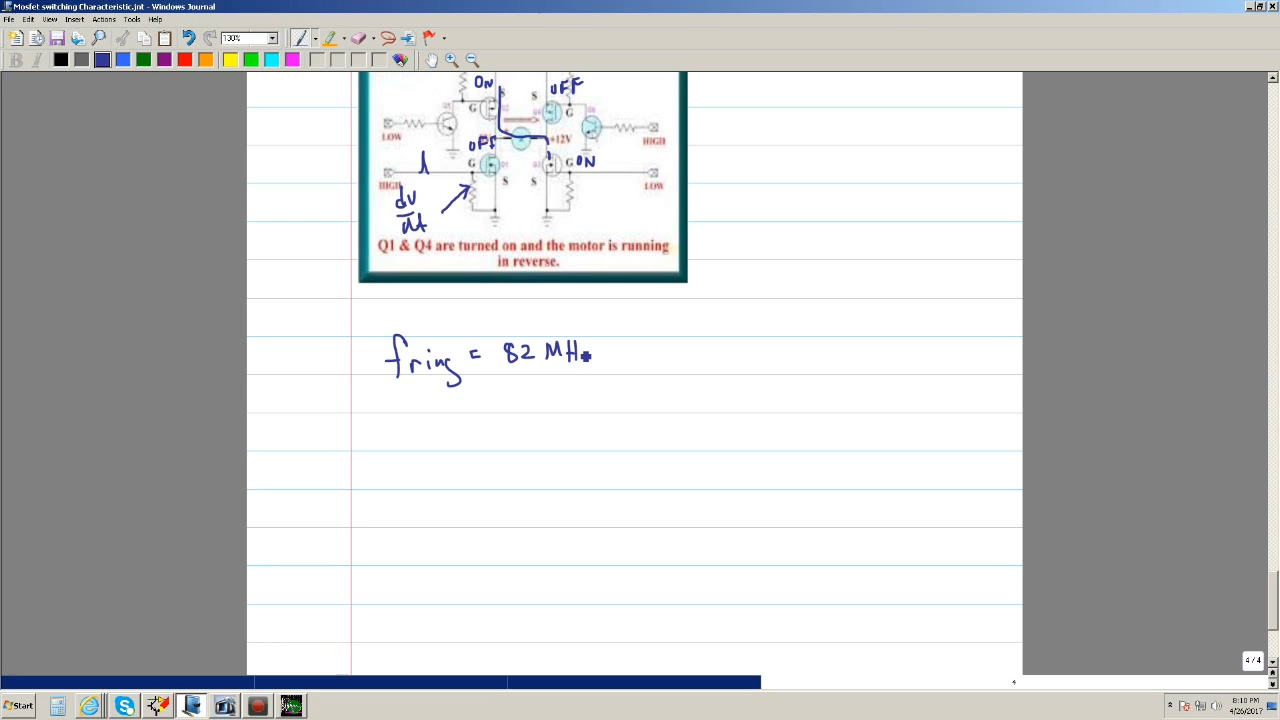 Mosfet switching Characteristic.jnt - Windows Journal
File Edit View Insert Actions Tools Help
130%
B I
ON
OFF
S
S
G
G
LOW
HIGH
OFF
+12V
G
G ON
HIGH
LOW
S
S
dv
dt
Q1 & Q4 are turned on and the motor is running
in reverse.
fring = 82 MH
4 / 4
4
Start
8:10 PM
4/26/2017